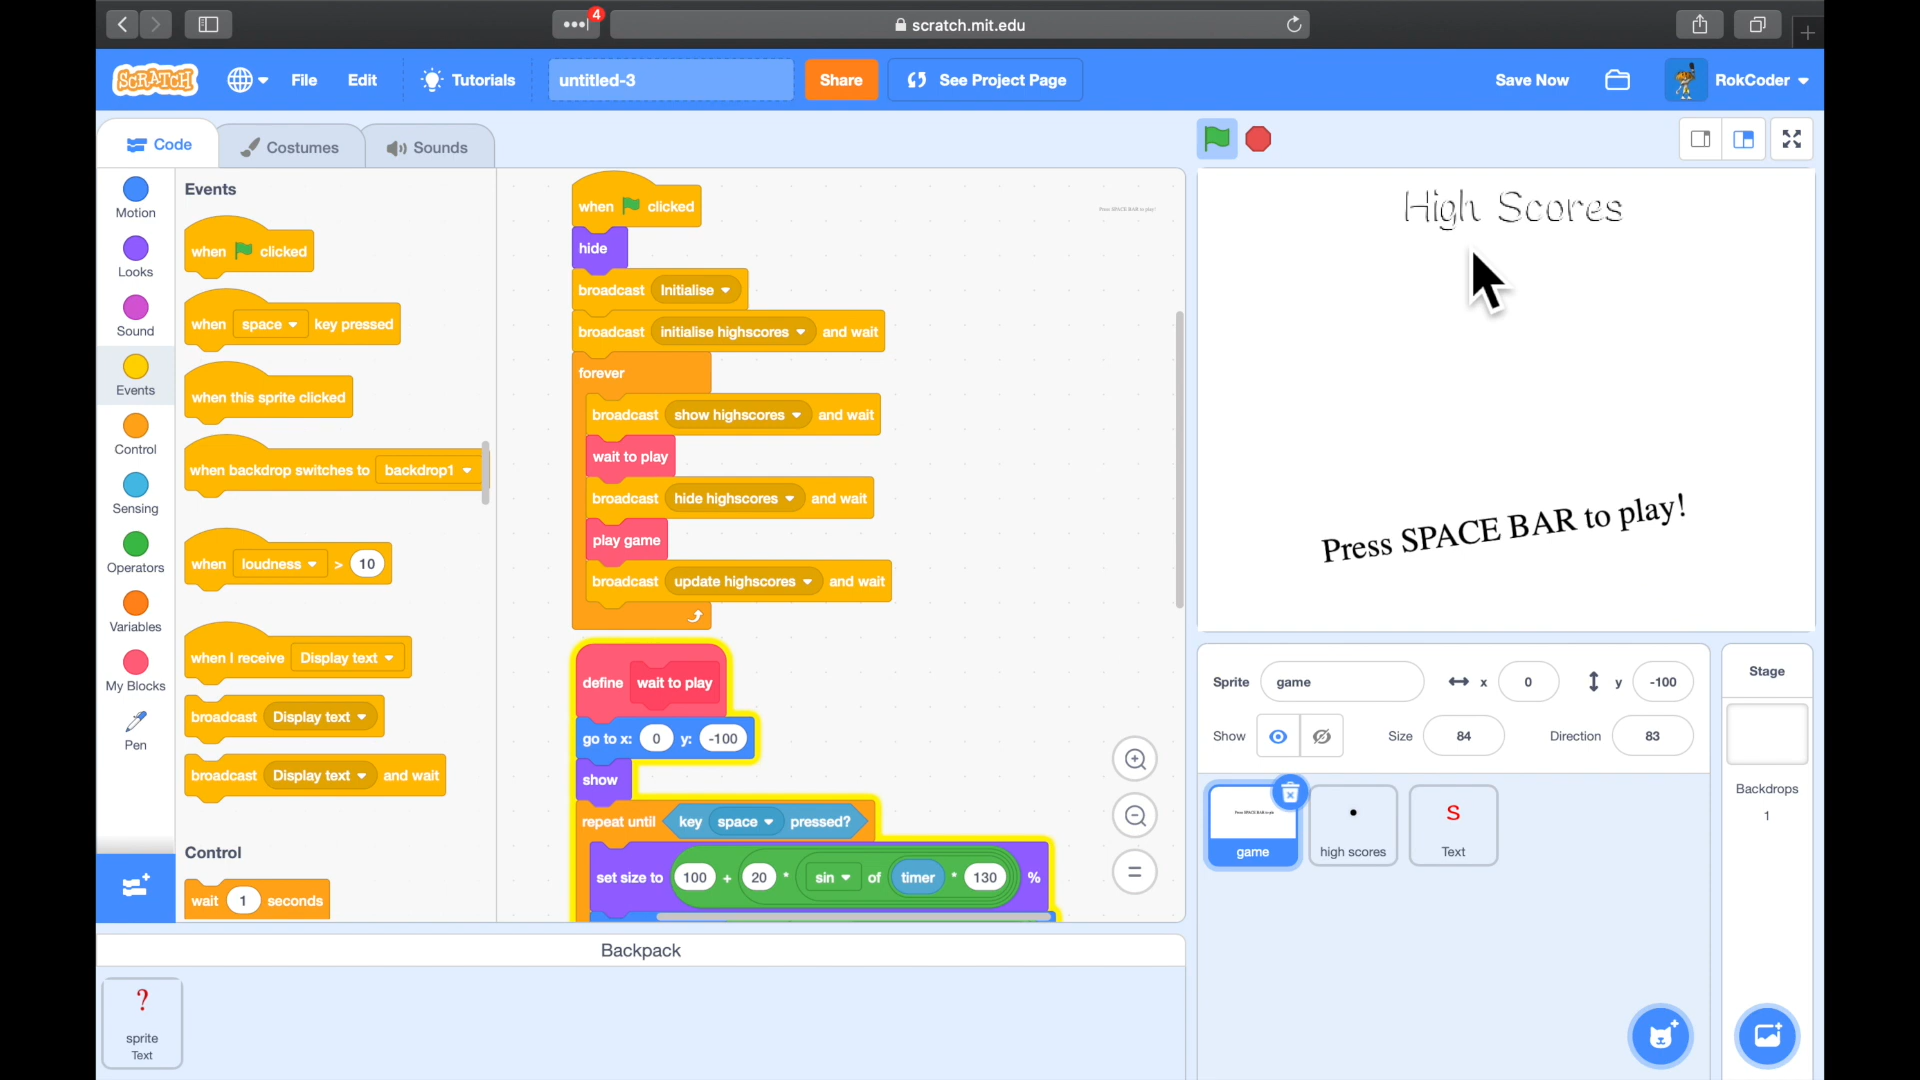 4
scratch.mit.edu
SCRATCH
File
Edit
Tutorials
untitled-3
Share
See Project Page
Save Now
RokCoder
Code
Costumes
Sounds
Motion
Looks
Sound
Events
Control
Sensing
Operators
Variables
My Blocks
Pen
Events
when clicked
when space key pressed
when this sprite clicked
when backdrop switches to backdrop1
when loudness > 10
when I receive Display text
broadcast Display text
broadcast Display text and wait
Control
wait 1 seconds
when clicked
hide
broadcast Initialise
broadcast initialise highscores and wait
forever
broadcast show highscores and wait
wait to play
broadcast hide highscores and wait
play game
broadcast update highscores and wait
define wait to play
go to x: 0 y: -100
show
repeat until key space pressed?
set size to 100 + 20 * sin of timer * 130 %
Press SPACE BAR to play!
High Scores
Press SPACE BAR to play!
Sprite game x 0 y -100
Show Size 84 Direction 83
game
high scores
S
Text
Stage
Backdrops
1
Backpack
?
sprite
Text